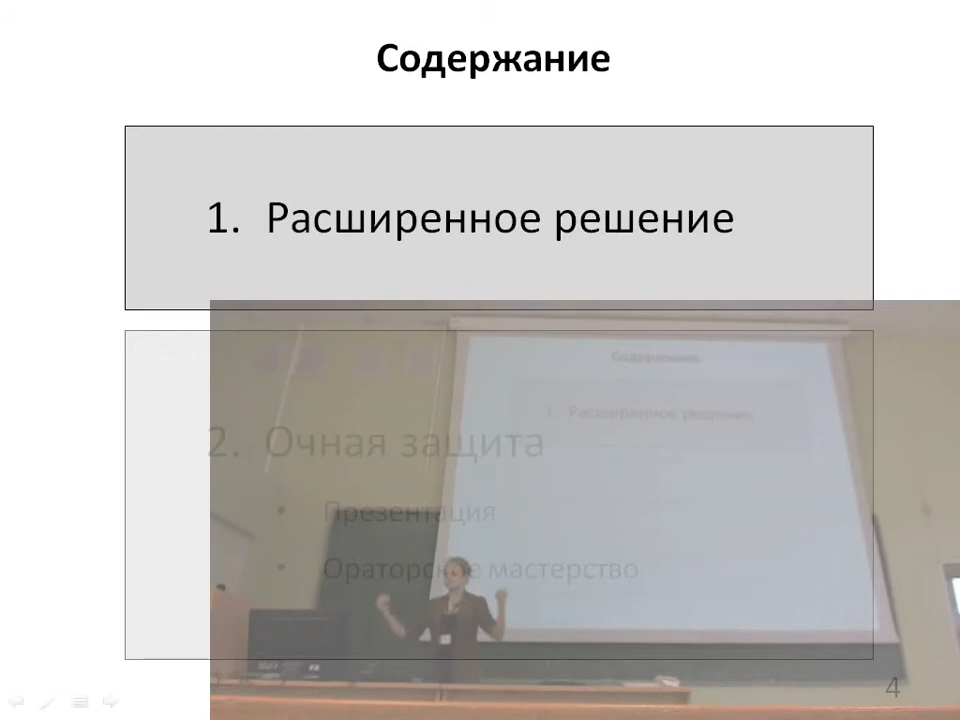 Содержание
1. Расширенное решение
Содержание
1. Расширенное решение
2. Очная защита
• Презентация
• Ораторское мастерство
4